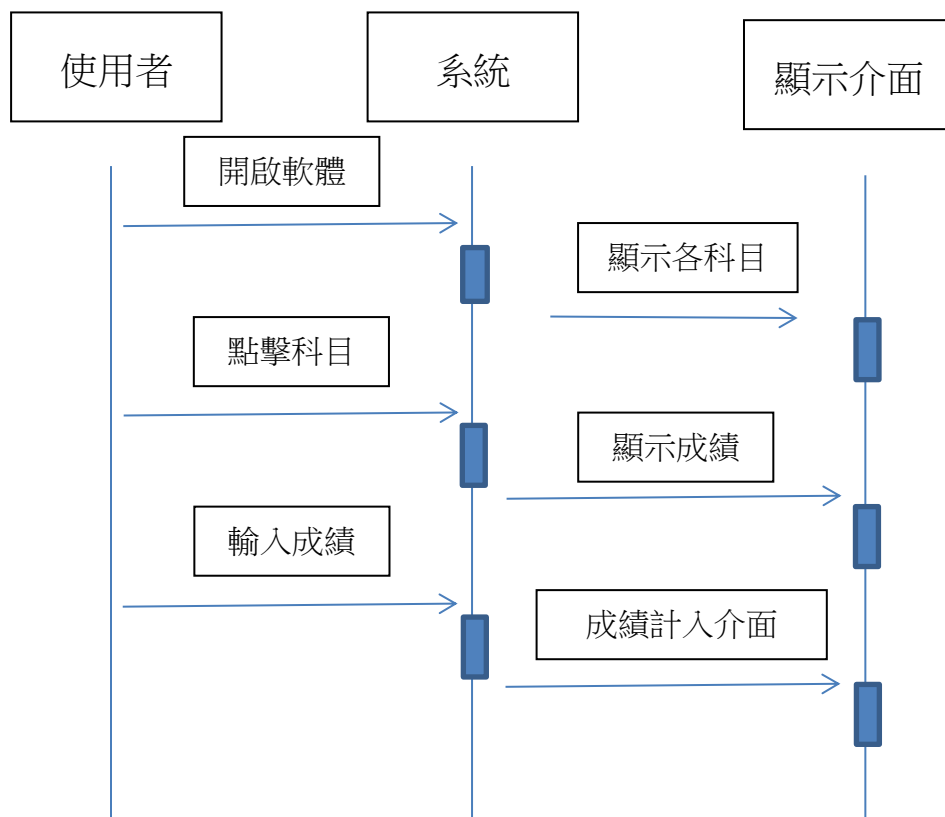 使用者
系統
顯示介面
開啟軟體
顯示各科目
點擊科目
顯示成績
輸入成績
成績計入介面